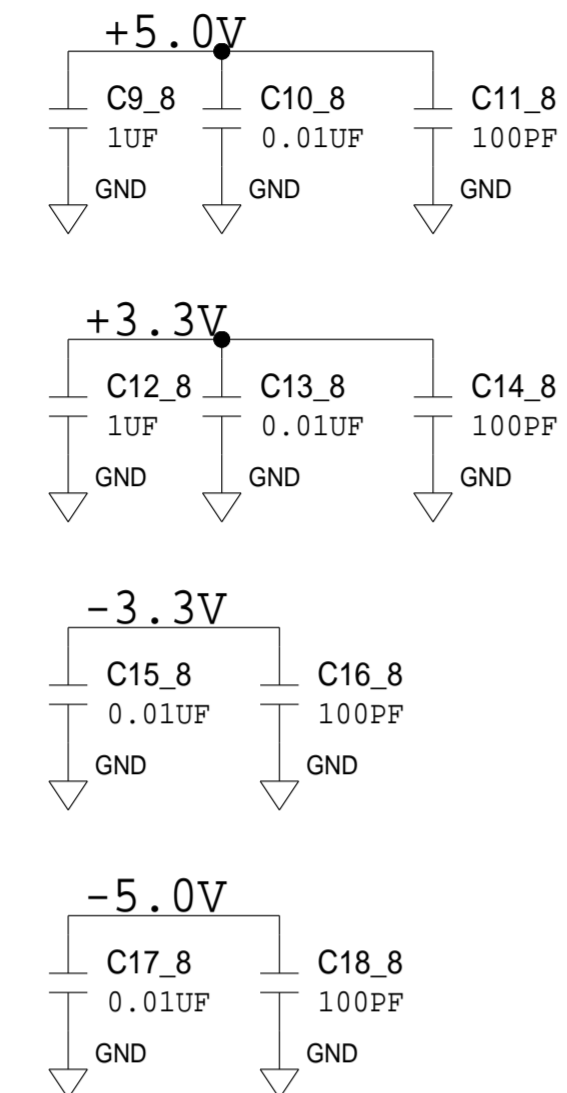 +5.0V
C9_8 C10_8 C11_8
1UF 0.01UF 100PF
GND GND GND
+3.3V
C12_8 C13_8 C14_8
1UF 0.01UF 100PF
GND GND GND
-3.3V
C15_8 C16_8
0.01UF 100PF
GND GND
-5.0V
C17_8 C18_8
0.01UF 100PF
GND GND